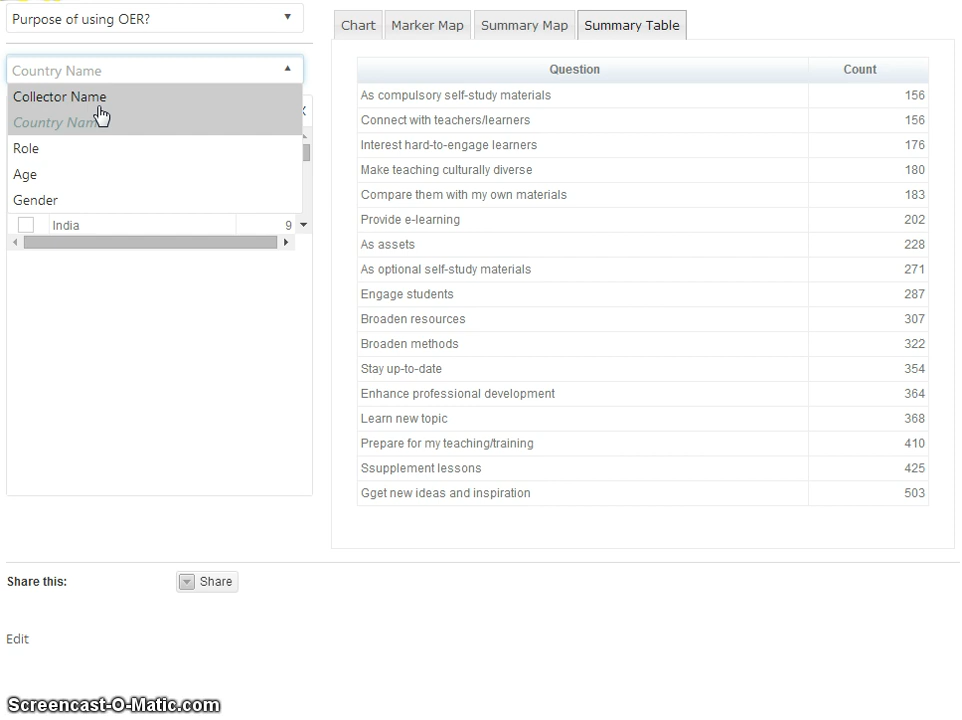 Purpose of using OER?
Chart
Marker Map
Summary Map
Summary Table
Country Name
Collector Name
Country Nam
Role
Age
Gender
India 9
Question Count
As compulsory self-study materials 156
Connect with teachers/learners 156
Interest hard-to-engage learners 176
Make teaching culturally diverse 180
Compare them with my own materials 183
Provide e-learning 202
As assets 228
As optional self-study materials 271
Engage students 287
Broaden resources 307
Broaden methods 322
Stay up-to-date 354
Enhance professional development 364
Learn new topic 368
Prepare for my teaching/training 410
Ssupplement lessons 425
Gget new ideas and inspiration 503
Share this:
Share
Edit
Screencast-O-Matic.com